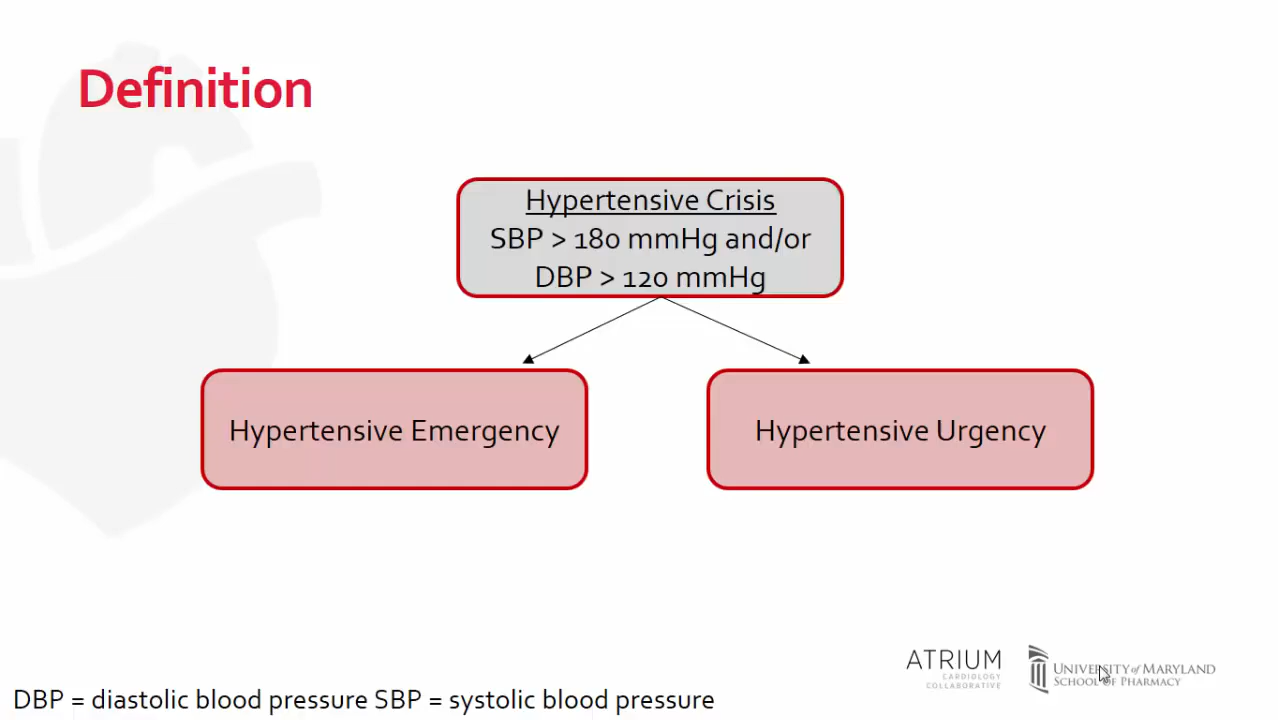 Definition
Hypertensive Crisis
SBP > 180 mmHg and/or
DBP > 120 mmHg
Hypertensive Emergency
Hypertensive Urgency
ATRIUM
CARDIOLOGY
COLLABORATIVE
UNIVERSITY of MARYLAND
SCHOOL OF PHARMACY
DBP = diastolic blood pressure SBP = systolic blood pressure